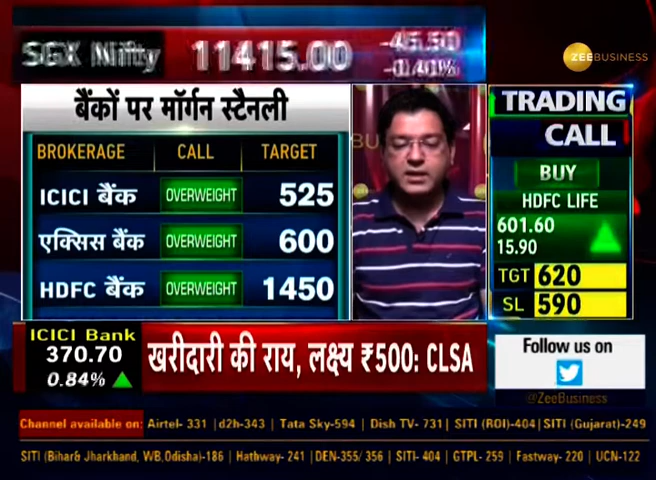 SGX Nifty 11415.00 -45.50
-0.40%
ZEEBUSINESS
बैंकों पर मॉर्गन स्टैनली
BROKERAGE CALL TARGET
ICICI बैंक OVERWEIGHT 525
एक्सिस बैंक OVERWEIGHT 600
HDFC बैंक OVERWEIGHT 1450
TRADING
CALL
BUY
HDFC LIFE
601.60
15.90
TGT 620
SL 590
ICICI Bank
370.70
0.84%
खरीदारी की राय, लक्ष्य ₹500: CLSA
Follow us on
@ZeeBusiness
Channel available on: Airtel- 331 | d2h-343 | Tata Sky-594 | Dish TV- 731 | SITI (ROI)-404 | SITI (Gujarat)-249
SITI (Bihar& Jharkhand, WB,Odisha)-186 | Hathway- 241 | DEN-355/ 356 | SITI- 404 | GTPL- 259 | Fastway- 220 | UCN-122